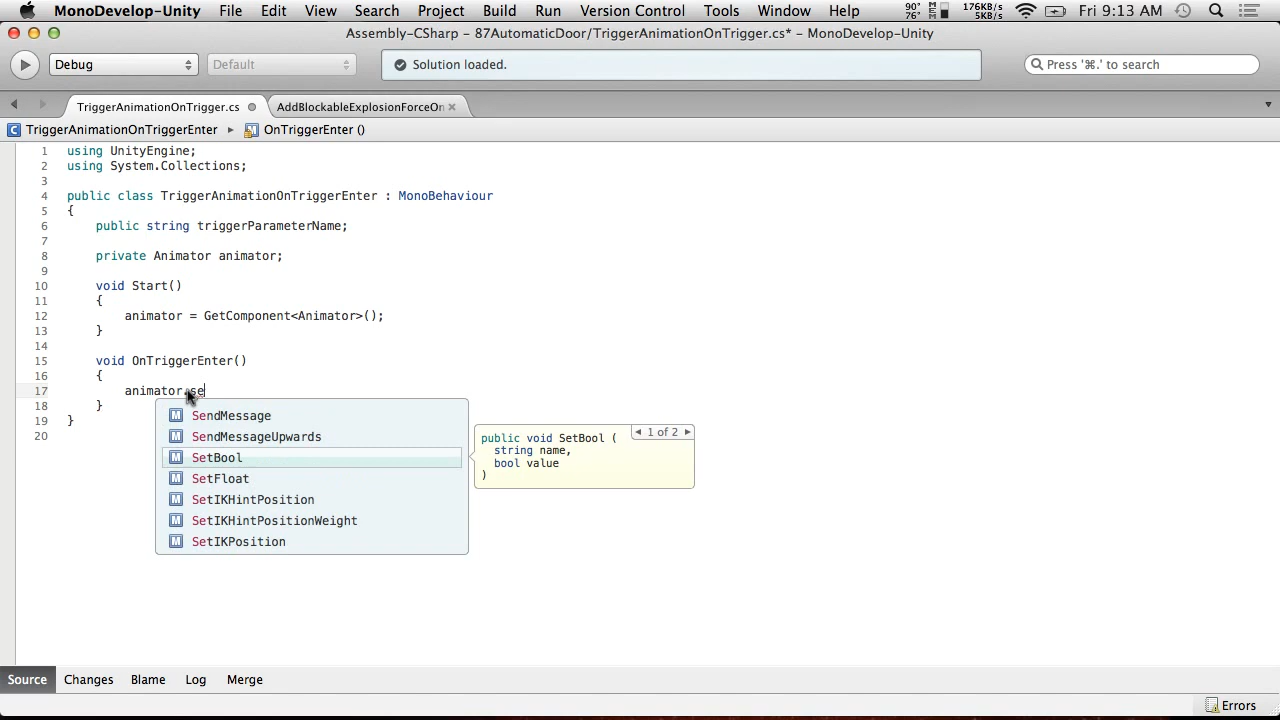 MonoDevelop-Unity File Edit View Search Project Build Run Version Control Tools Window Help 90° 76° MEM 176KB/s 5KB/s Fri 9:13 AM
Assembly-CSharp – 87AutomaticDoor/TriggerAnimationOnTrigger.cs* – MonoDevelop-Unity
Debug Default Solution loaded. Press '⌘.' to search
TriggerAnimationOnTrigger.cs AddBlockableExplosionForceOn
C TriggerAnimationOnTriggerEnter ▸ M OnTriggerEnter ()
1 using UnityEngine;
2 using System.Collections;
3
4 public class TriggerAnimationOnTriggerEnter : MonoBehaviour
5 {
6 public string triggerParameterName;
7
8 private Animator animator;
9
10 void Start()
11 {
12 animator = GetComponent<Animator>();
13 }
14
15 void OnTriggerEnter()
16 {
17 animator.se
18 }
19 }
20
M SendMessage
M SendMessageUpwards
M SetBool
M SetFloat
M SetIKHintPosition
M SetIKHintPositionWeight
M SetIKPosition
1 of 2
public void SetBool (
string name,
bool value
)
Source Changes Blame Log Merge
Errors